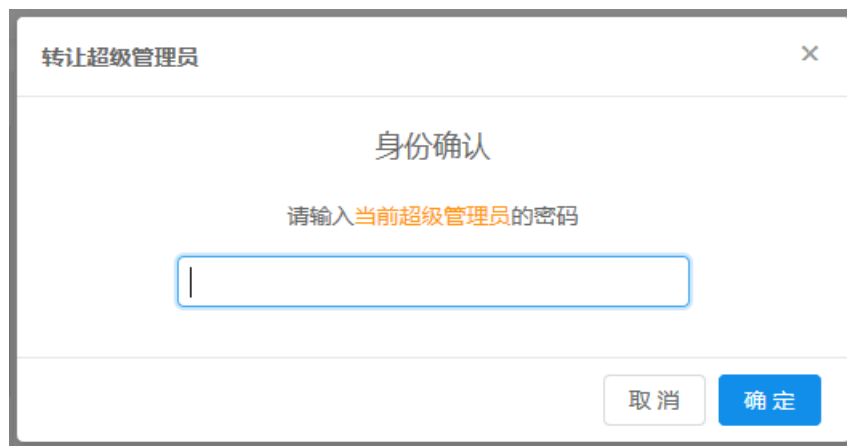 转让超级管理员
身份确认
请输入当前超级管理员的密码
取 消
确 定